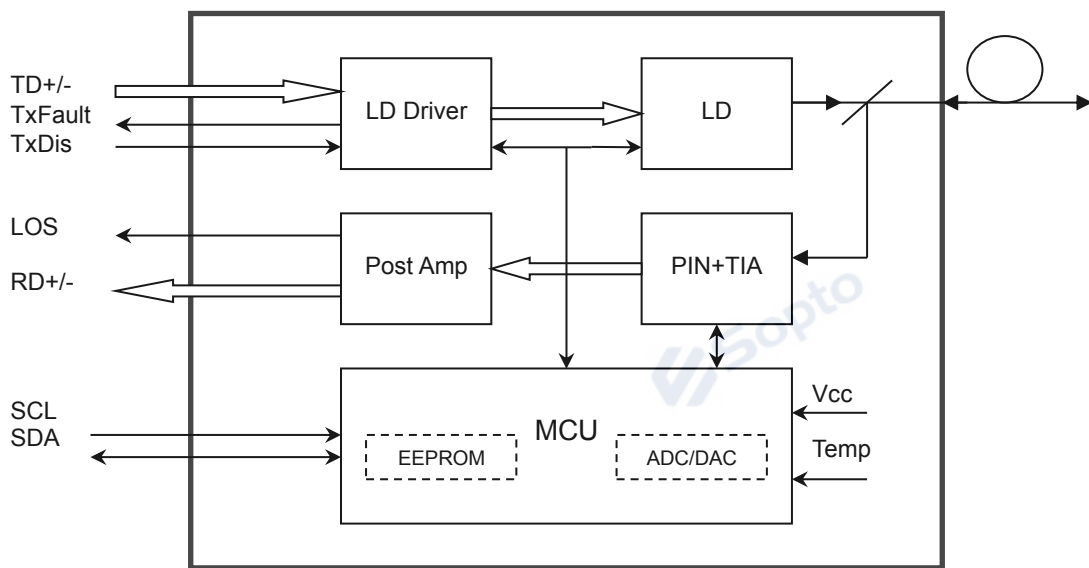 TD+/-
TxFault
TxDis
LD Driver
LD
LOS
RD+/-
Post Amp
PIN+TIA
Sopto
SCL
SDA
MCU
EEPROM
ADC/DAC
Vcc
Temp